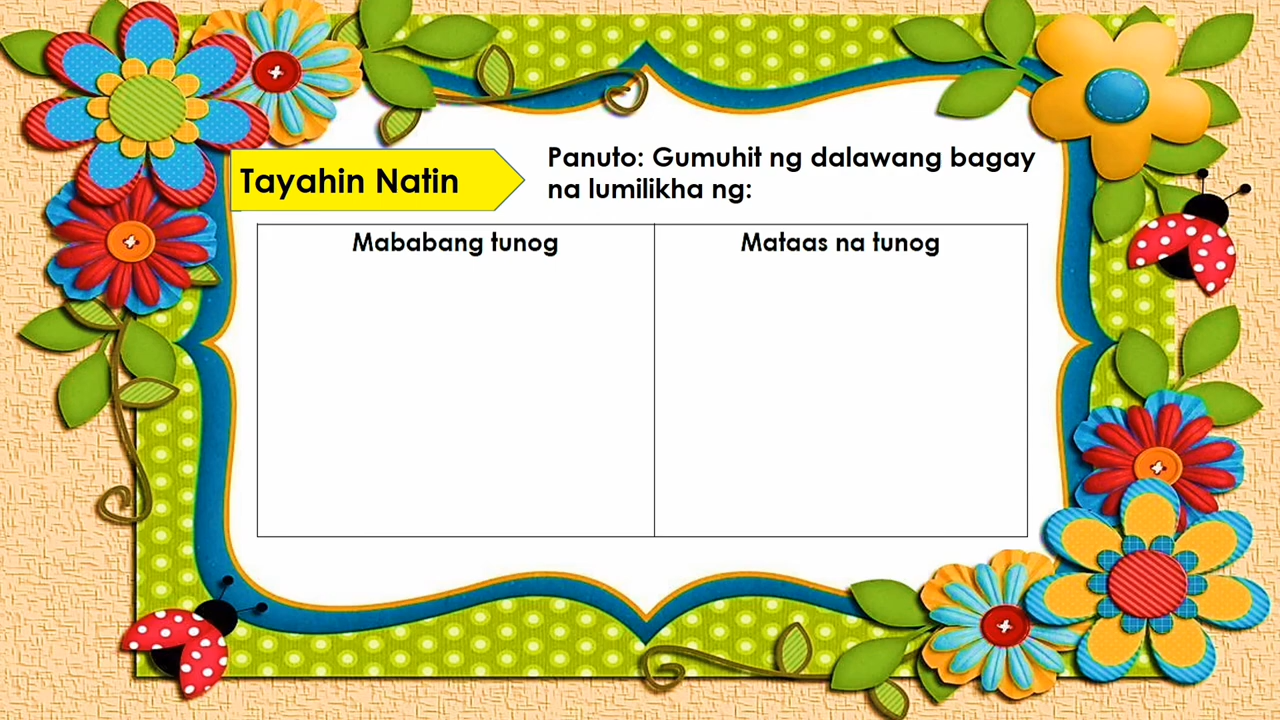 Tayahin Natin
Panuto: Gumuhit ng dalawang bagay
na lumilikha ng:
Mababang tunog
Mataas na tunog